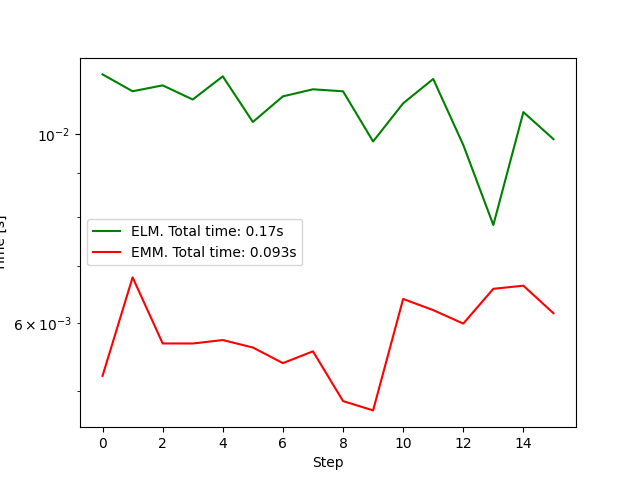 10⁻²
6 × 10⁻³
ELM. Total time: 0.17s
EMM. Total time: 0.093s
0 2 4 6 8 10 12 14
Step